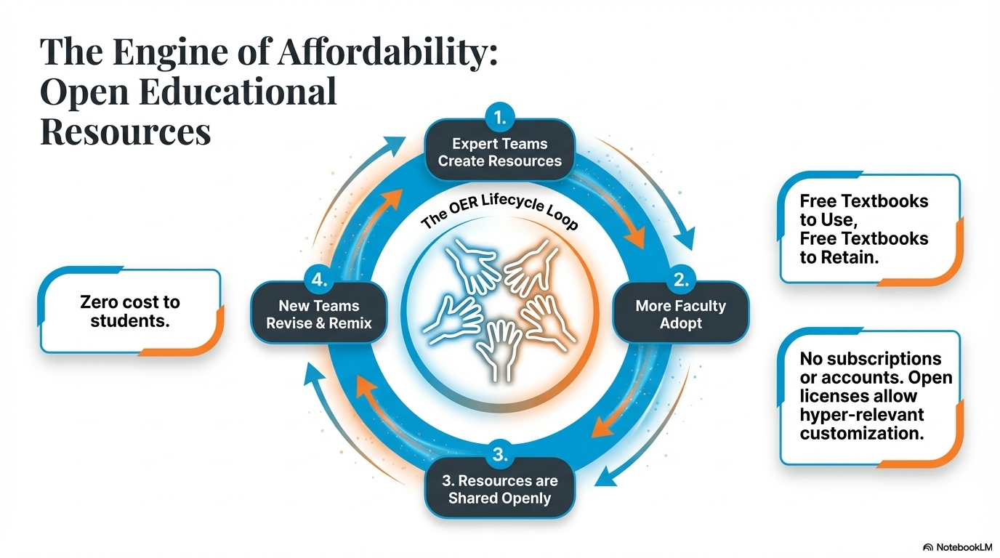 The Engine of Affordability:
Open Educational
Resources
1.
Expert Teams
Create Resources
The OER Lifecycle Loop
2.
More Faculty
Adopt
3.
3. Resources are
Shared Openly
4.
New Teams
Revise & Remix
Zero cost to
students.
Free Textbooks
to Use,
Free Textbooks
to Retain.
No subscriptions
or accounts. Open
licenses allow
hyper-relevant
customization.
NotebookLM